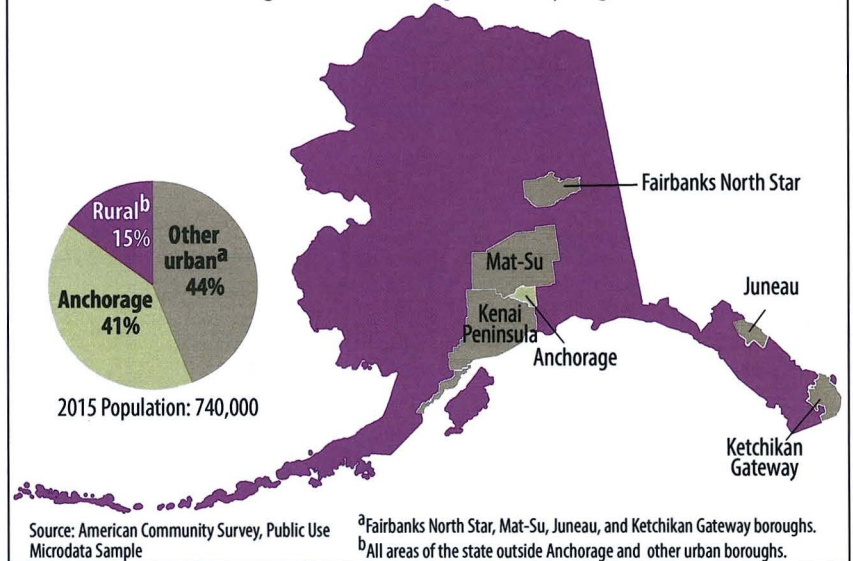 Rural b
15%
Other
urban a
44%
Anchorage
41%
2015 Population: 740,000
Fairbanks North Star
Mat-Su
Kenai
Peninsula
Anchorage
Juneau
Ketchikan
Gateway
Source: American Community Survey, Public Use
Microdata Sample
a Fairbanks North Star, Mat-Su, Juneau, and Ketchikan Gateway boroughs.
b All areas of the state outside Anchorage and other urban boroughs.